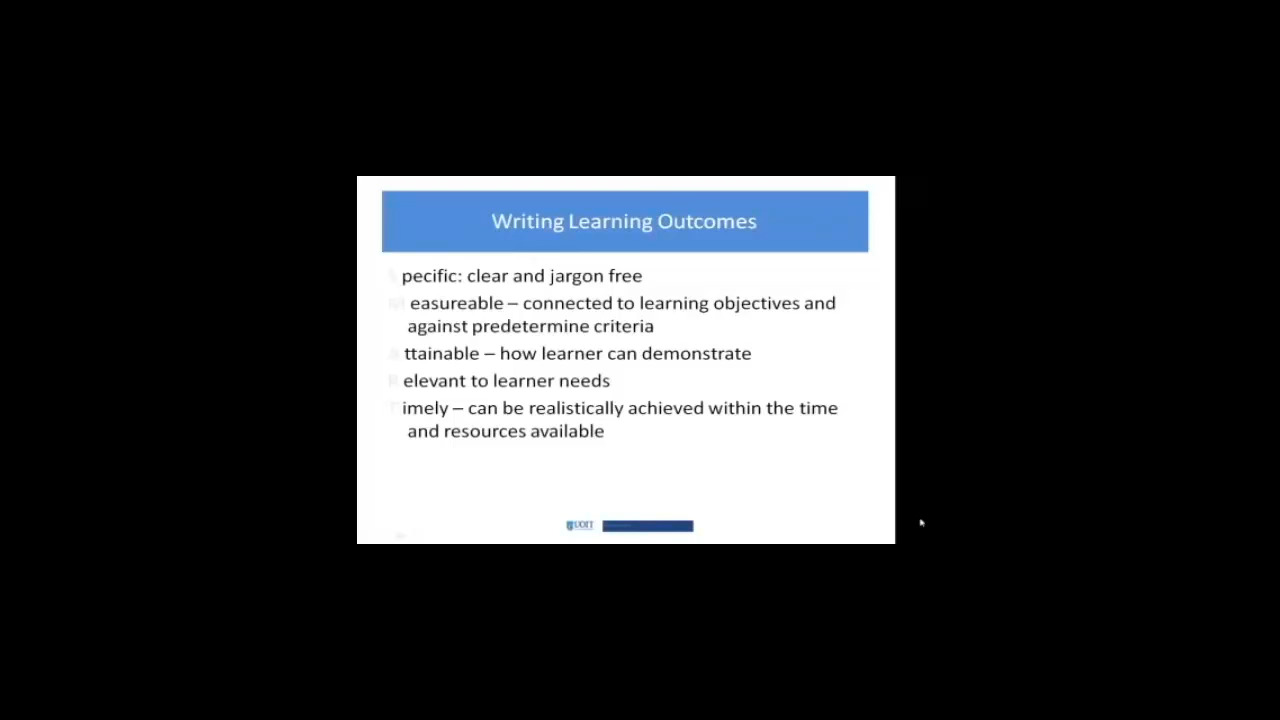 Writing Learning Outcomes
pecific: clear and jargon free
M easureable – connected to learning objectives and
against predetermine criteria
A ttainable – how learner can demonstrate
R elevant to learner needs
T imely – can be realistically achieved within the time
and resources available
UOIT